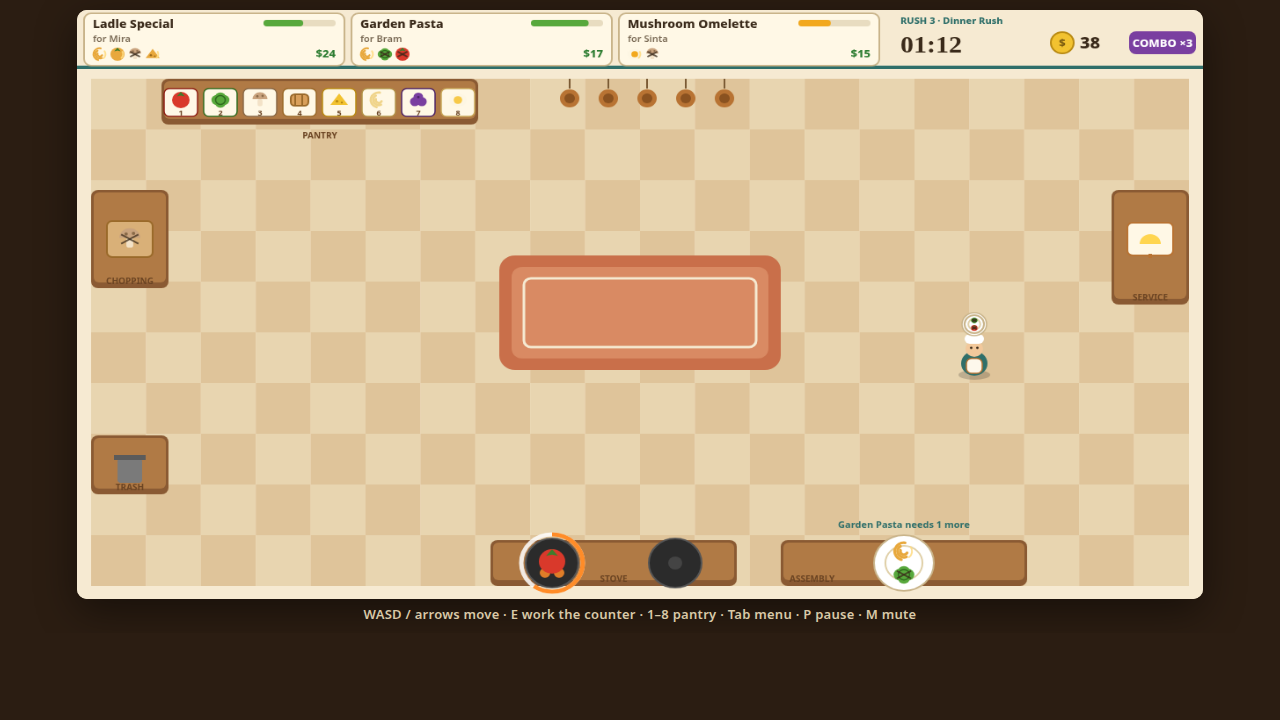 Ladle Special
for Mira
$24
Garden Pasta
for Bram
$17
Mushroom Omelette
for Sinta
$15
RUSH 3 · Dinner Rush
01:12
$ 38
COMBO ×3
1 2 3 4 5 6 7 8
PANTRY
CHOPPING
SERVICE
TRASH
Garden Pasta needs 1 more
STOVE
ASSEMBLY
WASD / arrows move · E work the counter · 1–8 pantry · Tab menu · P pause · M mute